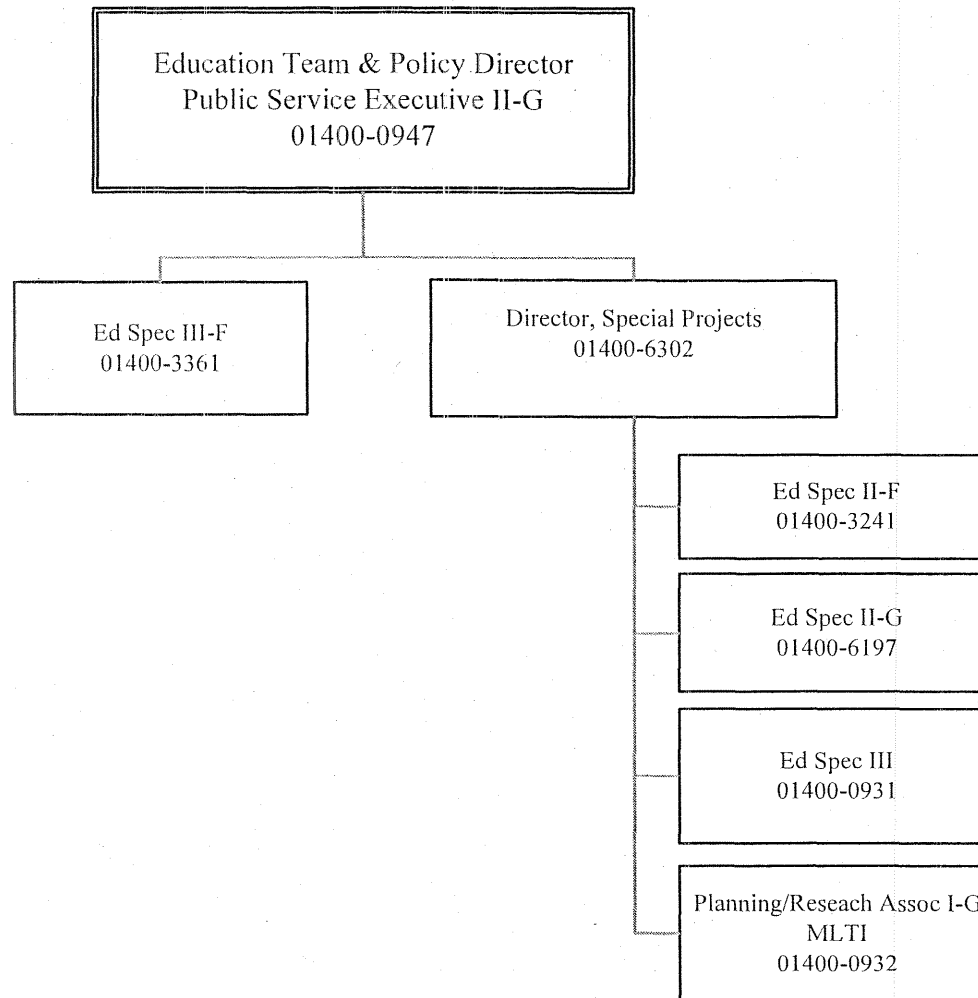 Education Team & Policy Director
Public Service Executive II-G
01400-0947
Ed Spec III-F
01400-3361
Director, Special Projects
01400-6302
Ed Spec II-F
01400-3241
Ed Spec II-G
01400-6197
Ed Spec III
01400-0931
Planning/Reseach Assoc I-G
MLTI
01400-0932